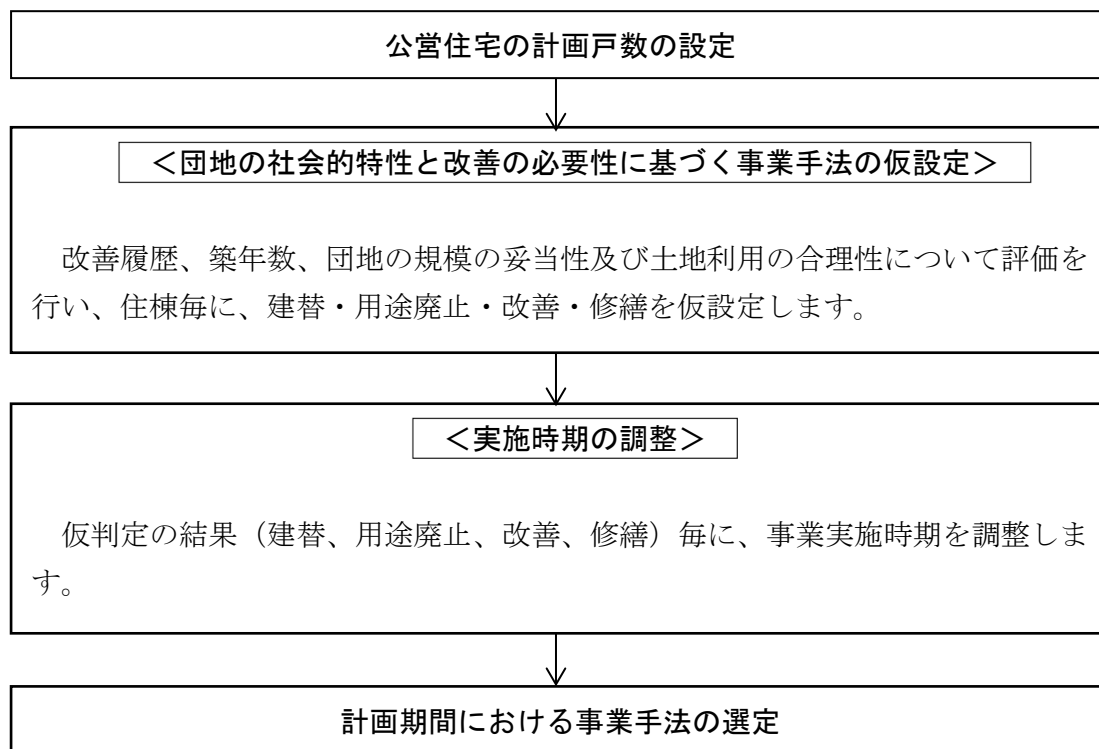 公営住宅の計画戸数の設定
＜団地の社会的特性と改善の必要性に基づく事業手法の仮設定＞
改善履歴、築年数、団地の規模の妥当性及び土地利用の合理性について評価を
行い、住棟毎に、建替・用途廃止・改善・修繕を仮設定します。
＜実施時期の調整＞
仮判定の結果（建替、用途廃止、改善、修繕）毎に、事業実施時期を調整しま
す。
計画期間における事業手法の選定